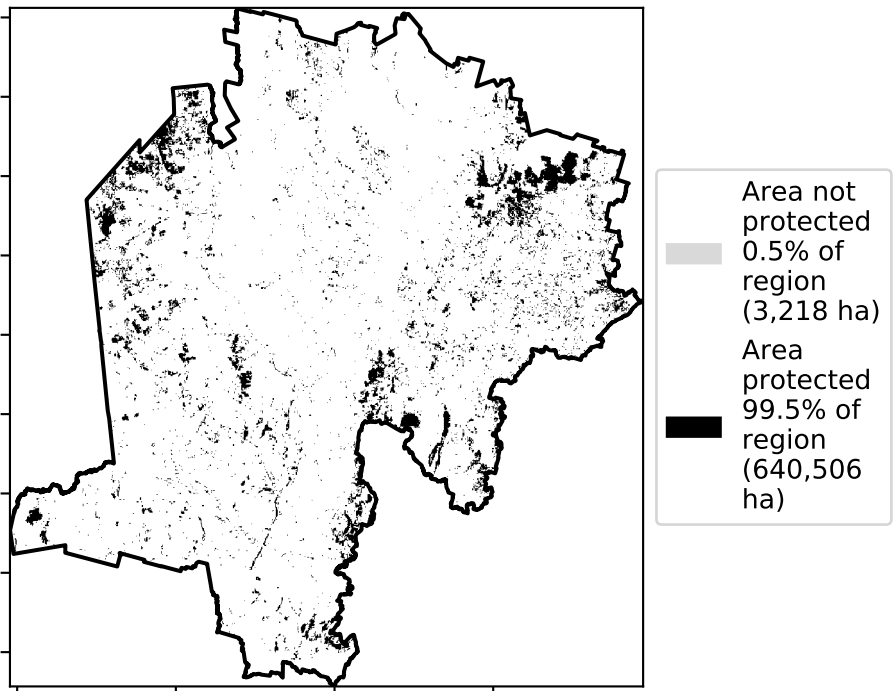 Area not
protected
0.5% of
region
(3,218 ha)
Area
protected
99.5% of
region
(640,506
ha)